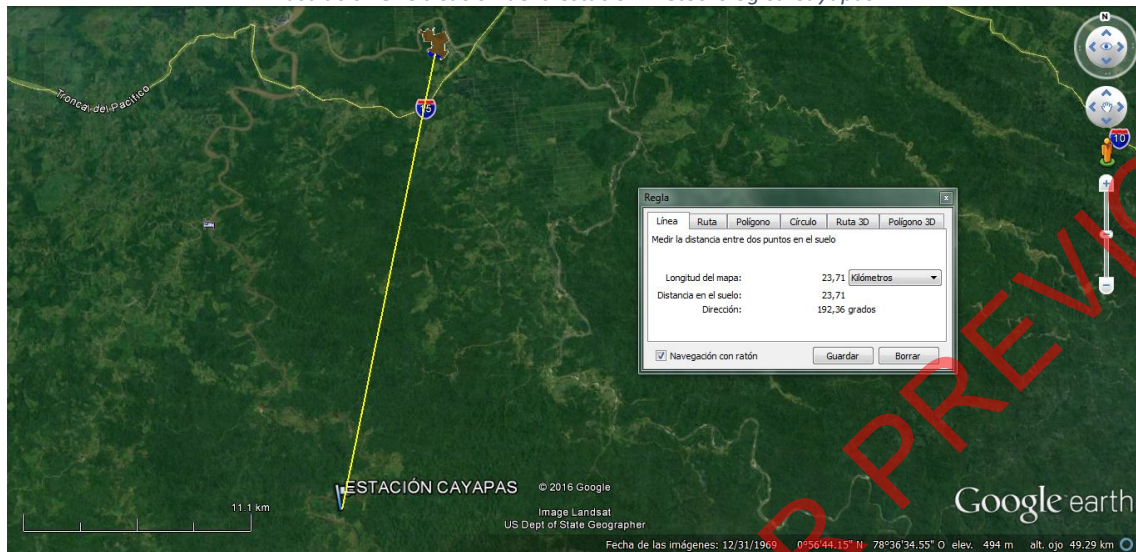 Tronca del Pacifico
15
N
10
Regla
x
Línea Ruta Polígono Círculo Ruta 3D Polígono 3D
Medir la distancia entre dos puntos en el suelo
Longitud del mapa: 23,71 Kilómetros
Distancia en el suelo: 23,71
Dirección: 192,36 grados
Navegación con ratón Guardar Borrar
ESTACIÓN CAYAPAS
© 2016 Google
Image Landsat
US Dept of State Geographer
11.1 km
Google earth
Fecha de las imágenes: 12/31/1969 0°56'44.15" N 78°36'34.55" O elev. 494 m alt. ojo 49.29 km